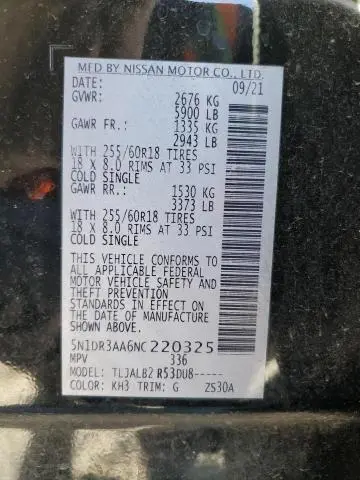 MFD BY NISSAN MOTOR CO., LTD.
DATE: 09/21
GVWR: 2676 KG
5900 LB
GAWR FR: 1335 KG
2943 LB
WITH 255/60R18 TIRES
18 X 8.0 RIMS AT 33 PSI
COLD SINGLE
GAWR RR: 1530 KG
3373 LB
WITH 255/60R18 TIRES
18 X 8.0 RIMS AT 33 PSI
COLD SINGLE
THIS VEHICLE CONFORMS TO
ALL APPLICABLE FEDERAL
MOTOR VEHICLE SAFETY AND
THEFT PREVENTION
STANDARDS IN EFFECT ON
THE DATE OF MANUFACTURE
SHOWN ABOVE.
5N1DR3AA6NC220325
MPV 336
MODEL: TLJALB2 R53DU8-----
COLOR: KH3 TRIM: G ZS30A